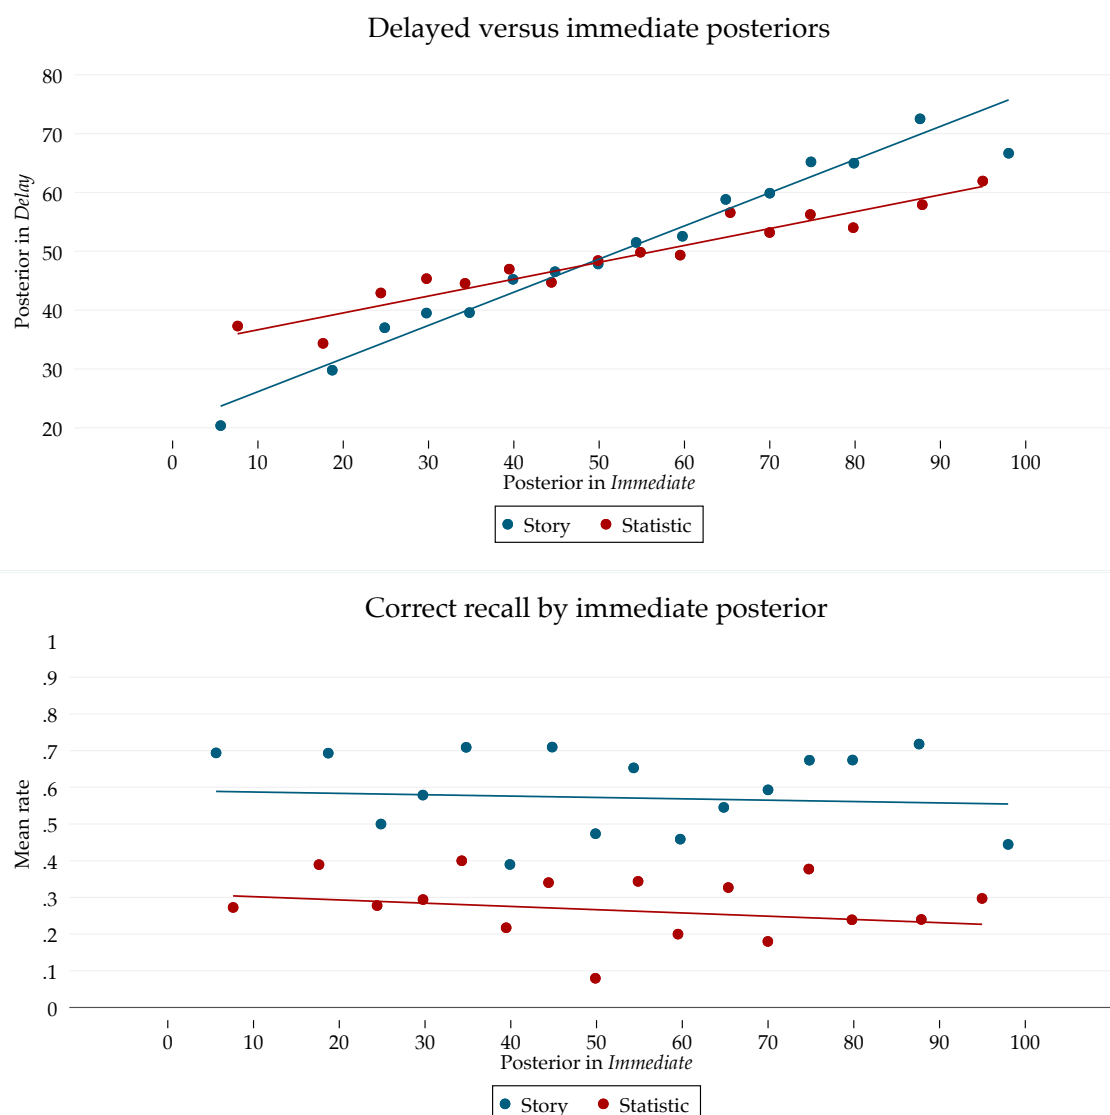 Delayed versus immediate posteriors
80
70
60
50
40
30
20
Posterior in Delay
0 10 20 30 40 50 60 70 80 90 100
Posterior in Immediate
Story Statistic
Correct recall by immediate posterior
1
.9
.8
.7
.6
.5
.4
.3
.2
.1
0
Mean rate
0 10 20 30 40 50 60 70 80 90 100
Posterior in Immediate
Story Statistic